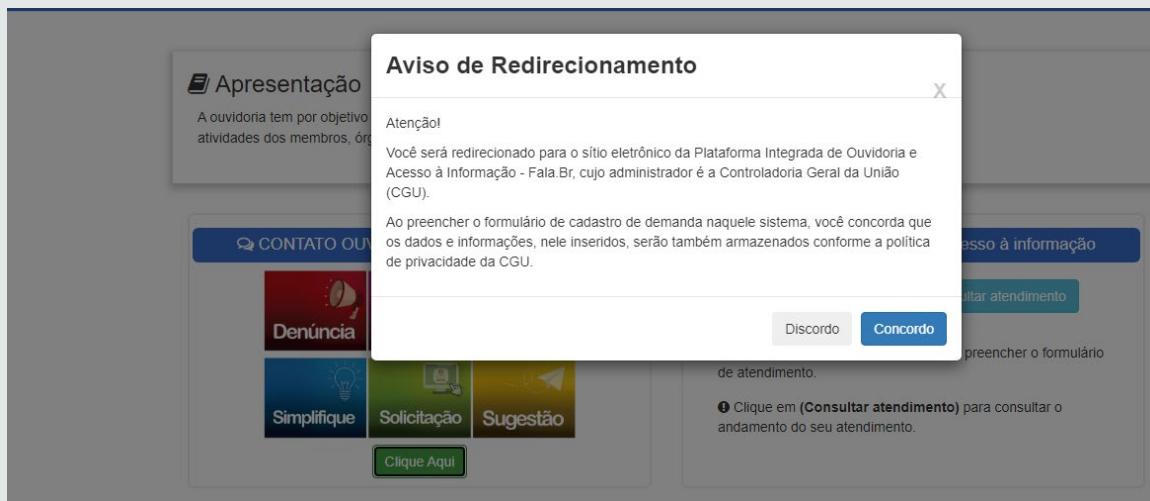 Aviso de Redirecionamento
X
Atenção!
Você será redirecionado para o sítio eletrônico da Plataforma Integrada de Ouvidoria e
Acesso à Informação - Fala.Br, cujo administrador é a Controladoria Geral da União
(CGU).
Ao preencher o formulário de cadastro de demanda naquele sistema, você concorda que
os dados e informações, nele inseridos, serão também armazenados conforme a política
de privacidade da CGU.
Discordo Concordo
Apresentação
A ouvidoria tem por objetivo
atividades dos membros, órg
CONTATO OUV
Denúncia
Simplifique Solicitação Sugestão
Clique Aqui
esso à informação
ultar atendimento
preencher o formulário
de atendimento.
Clique em (Consultar atendimento) para consultar o
andamento do seu atendimento.